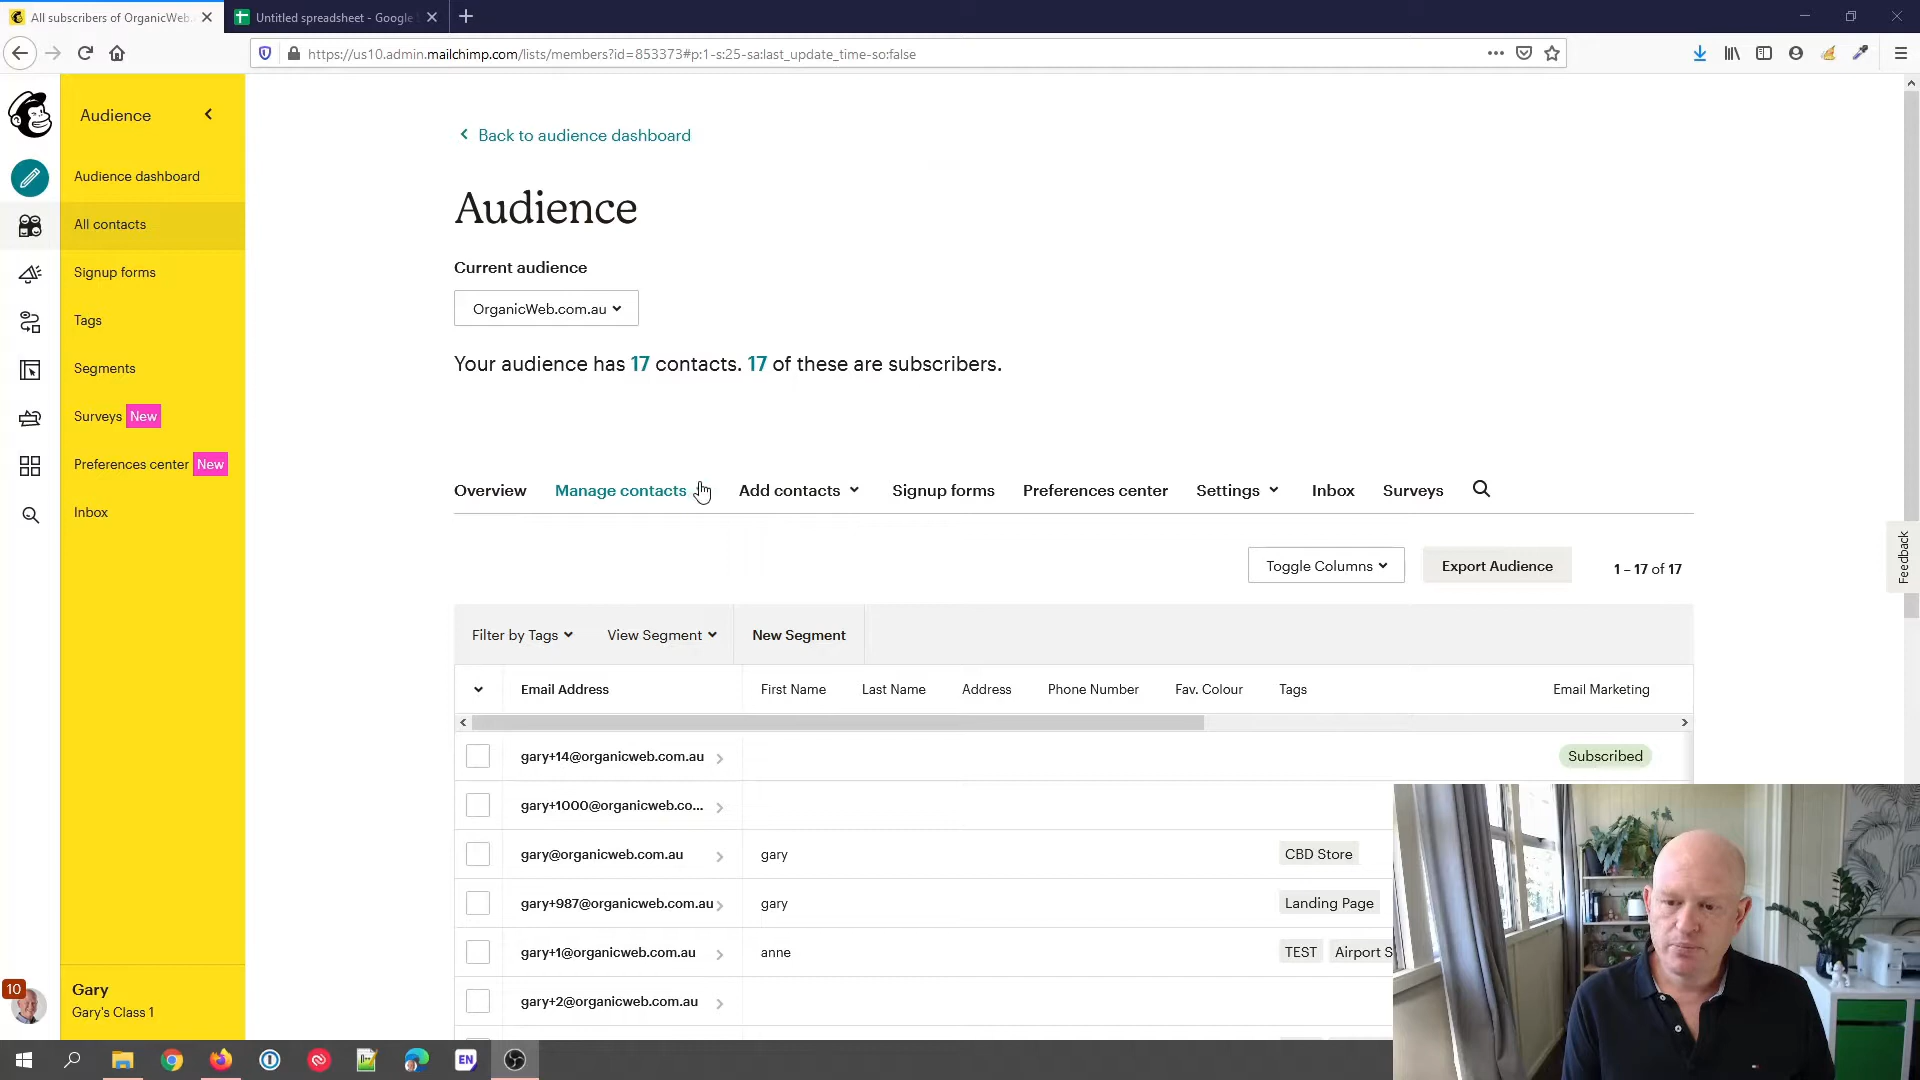 All subscribers of OrganicWeb.
Untitled spreadsheet - Google
https://us10.admin.mailchimp.com/lists/members?id=853373#p:1-s:25-sa:last_update_time-so:false
Audience
Audience dashboard
All contacts
Signup forms
Tags
Segments
Surveys New
Preferences center New
Inbox
10
Gary
Gary's Class 1
Back to audience dashboard
Audience
Current audience
OrganicWeb.com.au
Your audience has 17 contacts. 17 of these are subscribers.
Overview Manage contacts Add contacts Signup forms Preferences center Settings Inbox Surveys
Feedback
Toggle Columns Export Audience 1 – 17 of 17
Filter by Tags View Segment New Segment
Email Address First Name Last Name Address Phone Number Fav. Colour Tags Email Marketing
gary+14@organicweb.com.au Subscribed
gary+1000@organicweb.co...
gary@organicweb.com.au gary CBD Store
gary+987@organicweb.com.au gary Landing Page
gary+1@organicweb.com.au anne TEST Airport S
gary+2@organicweb.com.au
EN